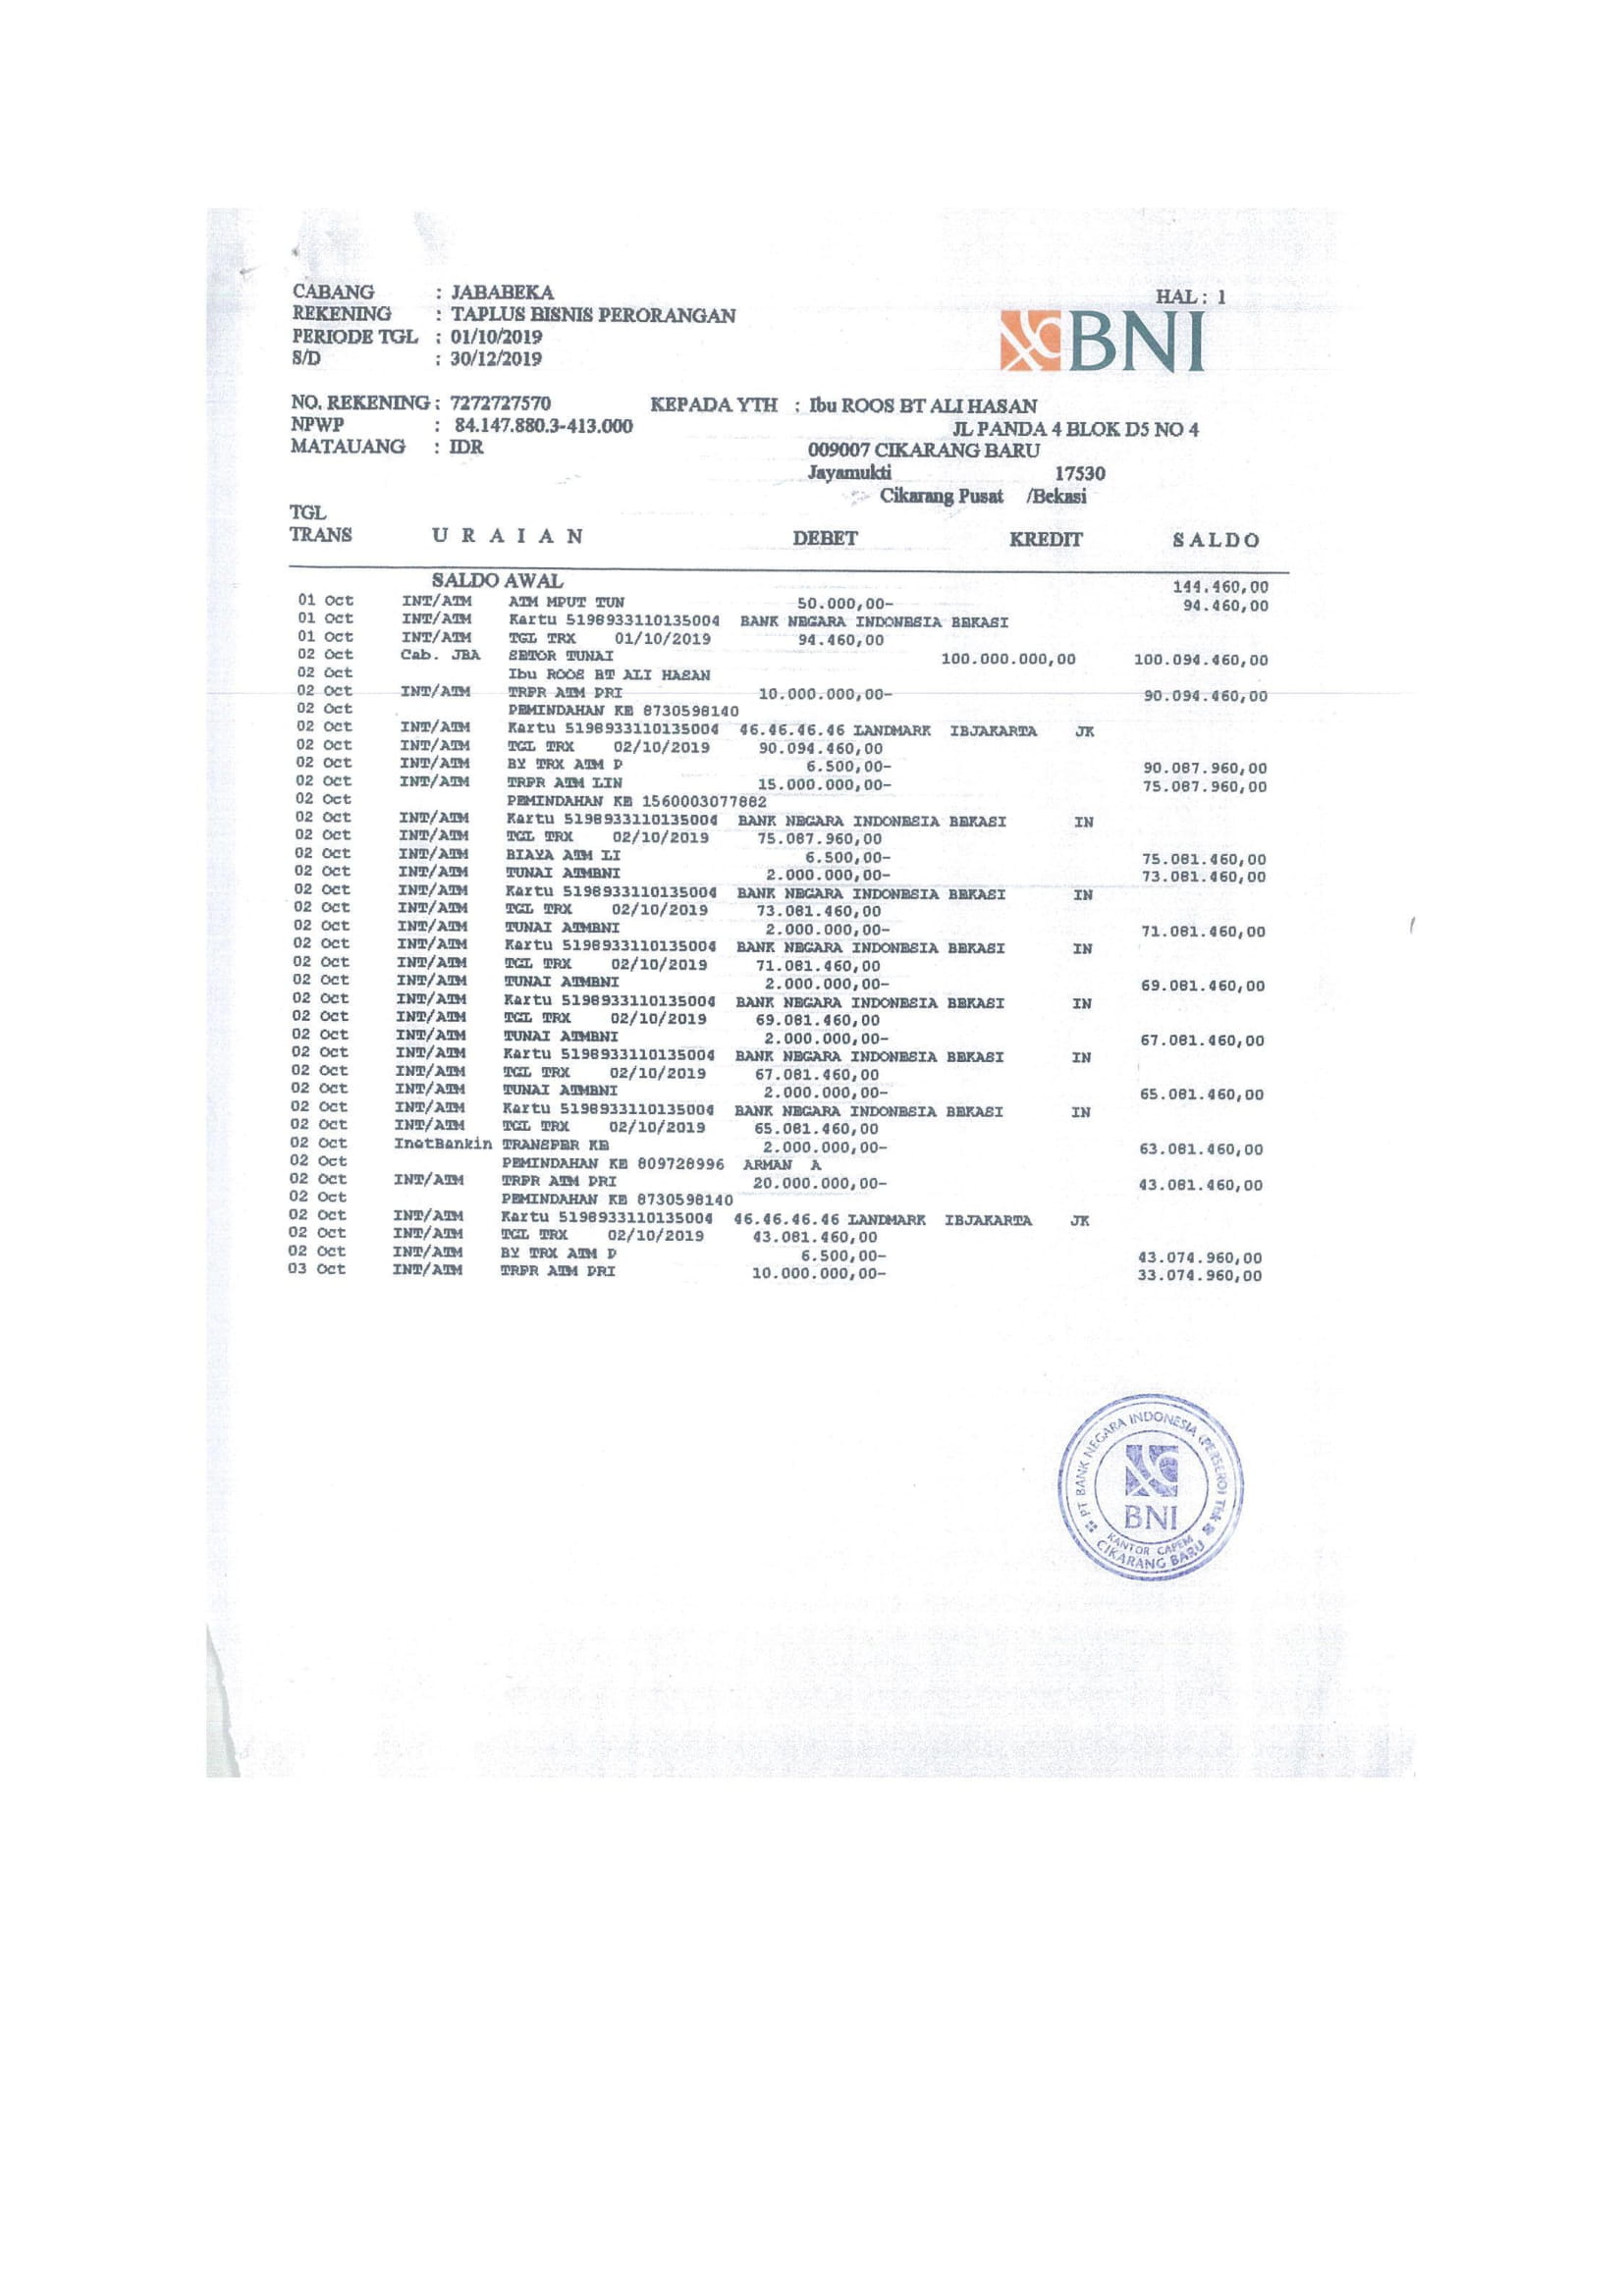 CABANG : JABABEKA HAL : 1
REKENING : TAPLUS BISNIS PERORANGAN
PERIODE TGL : 01/10/2019
S/D : 30/12/2019
BNI
NO. REKENING : 7272727570 KEPADA YTH : Ibu ROOS BT ALI HASAN
NPWP : 84.147.880.3-413.000 JL PANDA 4 BLOK D5 NO 4
MATAUANG : IDR 009007 CIKARANG BARU
Jayamukti 17530
Cikarang Pusat /Bekasi
TGL
TRANS U R A I A N DEBET KREDIT S A L D O
SALDO AWAL 144.460,00
01 Oct INT/ATM ATM MPUT TUN 50.000,00- 94.460,00
01 Oct INT/ATM Kartu 5198933110135004 BANK NEGARA INDONESIA BEKASI
01 Oct INT/ATM TGL TRX 01/10/2019 94.460,00
02 Oct Cab. JBA SETOR TUNAI 100.000.000,00 100.094.460,00
02 Oct Ibu ROOS BT ALI HASAN
02 Oct INT/ATM TRFR ATM PRI 10.000.000,00- 90.094.460,00
02 Oct PEMINDAHAN KE 8730598140
02 Oct INT/ATM Kartu 5198933110135004 46.46.46.46 LANDMARK IBJAKARTA JK
02 Oct INT/ATM TGL TRX 02/10/2019 90.094.460,00
02 Oct INT/ATM BY TRX ATM P 6.500,00- 90.087.960,00
02 Oct INT/ATM TRFR ATM LIN 15.000.000,00- 75.087.960,00
02 Oct PEMINDAHAN KE 1560003077882
02 Oct INT/ATM Kartu 5198933110135004 BANK NEGARA INDONESIA BEKASI IN
02 Oct INT/ATM TGL TRX 02/10/2019 75.087.960,00
02 Oct INT/ATM BIAYA ATM LI 6.500,00- 75.081.460,00
02 Oct INT/ATM TUNAI ATMBNI 2.000.000,00- 73.081.460,00
02 Oct INT/ATM Kartu 5198933110135004 BANK NEGARA INDONESIA BEKASI IN
02 Oct INT/ATM TGL TRX 02/10/2019 73.081.460,00
02 Oct INT/ATM TUNAI ATMBNI 2.000.000,00- 71.081.460,00
02 Oct INT/ATM Kartu 5198933110135004 BANK NEGARA INDONESIA BEKASI IN
02 Oct INT/ATM TGL TRX 02/10/2019 71.081.460,00
02 Oct INT/ATM TUNAI ATMBNI 2.000.000,00- 69.081.460,00
02 Oct INT/ATM Kartu 5198933110135004 BANK NEGARA INDONESIA BEKASI IN
02 Oct INT/ATM TGL TRX 02/10/2019 69.081.460,00
02 Oct INT/ATM TUNAI ATMBNI 2.000.000,00- 67.081.460,00
02 Oct INT/ATM Kartu 5198933110135004 BANK NEGARA INDONESIA BEKASI IN
02 Oct INT/ATM TGL TRX 02/10/2019 67.081.460,00
02 Oct INT/ATM TUNAI ATMBNI 2.000.000,00- 65.081.460,00
02 Oct INT/ATM Kartu 5198933110135004 BANK NEGARA INDONESIA BEKASI IN
02 Oct INT/ATM TGL TRX 02/10/2019 65.081.460,00
02 Oct InetBankin TRANSFER KE 2.000.000,00- 63.081.460,00
02 Oct PEMINDAHAN KE 809728996 ARMAN A
02 Oct INT/ATM TRFR ATM PRI 20.000.000,00- 43.081.460,00
02 Oct PEMINDAHAN KE 8730598140
02 Oct INT/ATM Kartu 5198933110135004 46.46.46.46 LANDMARK IBJAKARTA JK
02 Oct INT/ATM TGL TRX 02/10/2019 43.081.460,00
02 Oct INT/ATM BY TRX ATM P 6.500,00- 43.074.960,00
03 Oct INT/ATM TRFR ATM PRI 10.000.000,00- 33.074.960,00
PT BANK NEGARA INDONESIA (PERSERO) Tbk
BNI
KANTOR CAPEM
CIKARANG BARU